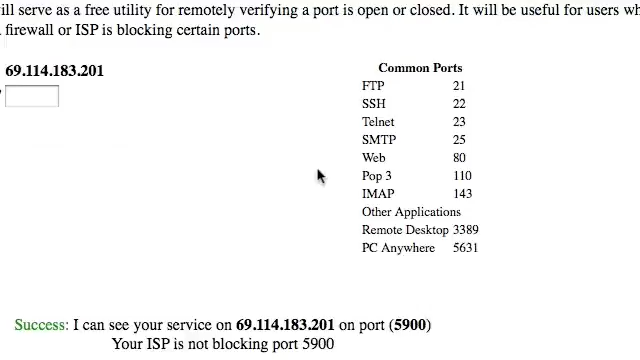 ill serve as a free utility for remotely verifying a port is open or closed. It will be useful for users
firewall or ISP is blocking certain ports.
69.114.183.201
Common Ports
FTP 21
SSH 22
Telnet 23
SMTP 25
Web 80
Pop 3 110
IMAP 143
Other Applications
Remote Desktop 3389
PC Anywhere 5631
Success: I can see your service on 69.114.183.201 on port (5900)
Your ISP is not blocking port 5900